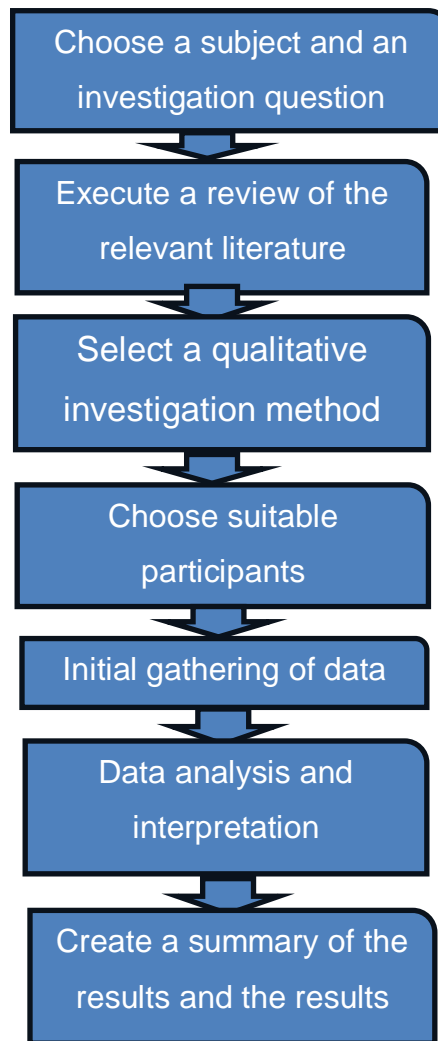 Choose a subject and an
investigation question
Execute a review of the
relevant literature
Select a qualitative
investigation method
Choose suitable
participants
Initial gathering of data
Data analysis and
interpretation
Create a summary of the
results and the results